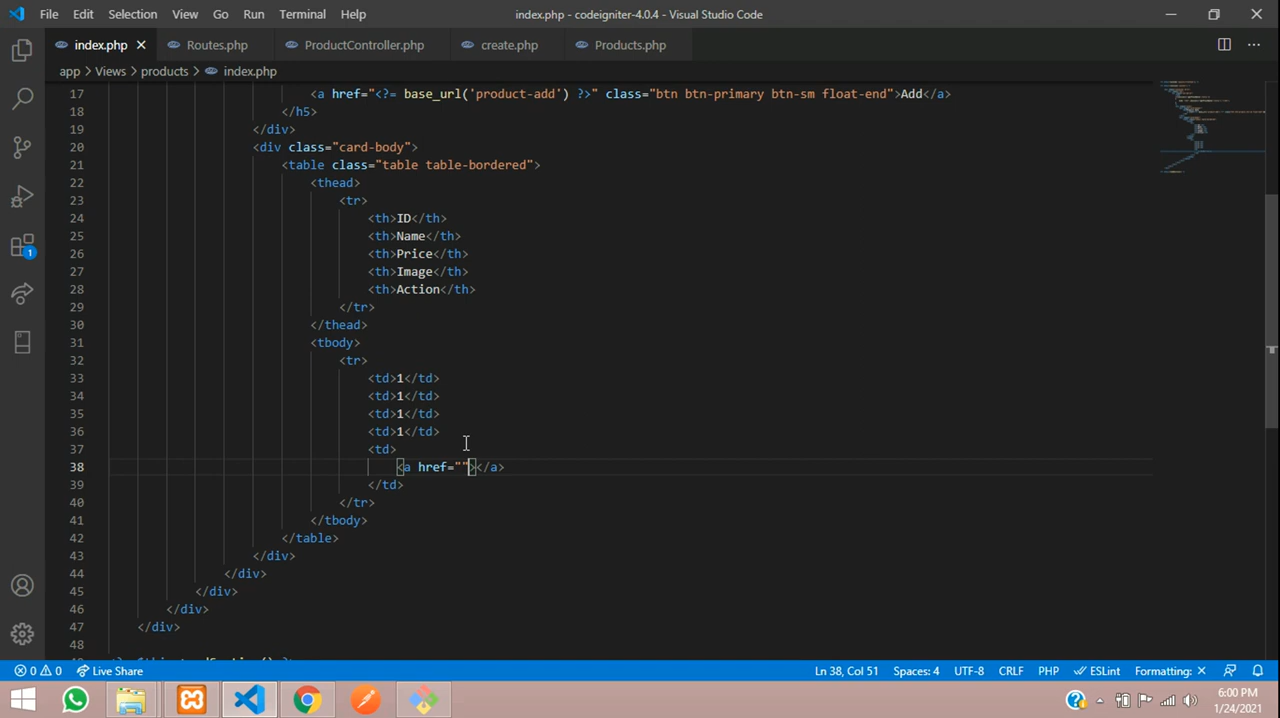 File Edit Selection View Go Run Terminal Help index.php - codeigniter-4.0.4 - Visual Studio Code
index.php Routes.php ProductController.php create.php Products.php
app > Views > products > index.php
17 <a href="<?= base_url('product-add') ?>" class="btn btn-primary btn-sm float-end">Add</a>
18 </h5>
19 </div>
20 <div class="card-body">
21 <table class="table table-bordered">
22 <thead>
23 <tr>
24 <th>ID</th>
25 <th>Name</th>
26 <th>Price</th>
27 <th>Image</th>
28 <th>Action</th>
29 </tr>
30 </thead>
31 <tbody>
32 <tr>
33 <td>1</td>
34 <td>1</td>
35 <td>1</td>
36 <td>1</td>
37 <td>
38 <a href=""></a>
39 </td>
40 </tr>
41 </tbody>
42 </table>
43 </div>
44 </div>
45 </div>
46 </div>
47 </div>
48
1
0 0 Live Share Ln 38, Col 51 Spaces: 4 UTF-8 CRLF PHP ESLint Formatting:
6:00 PM
1/24/2021